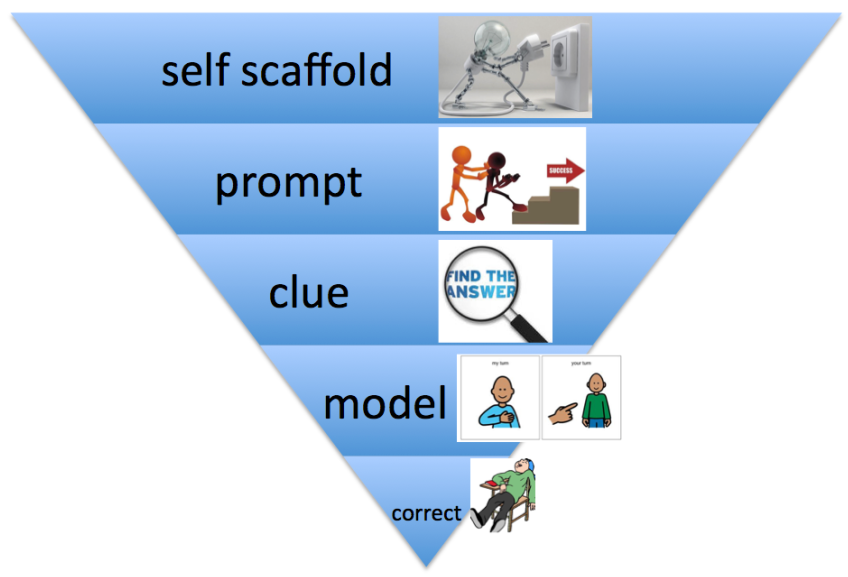 self scaffold
prompt
SUCCESS
clue
FIND THE
ANSWER
model
my turn
your turn
correct